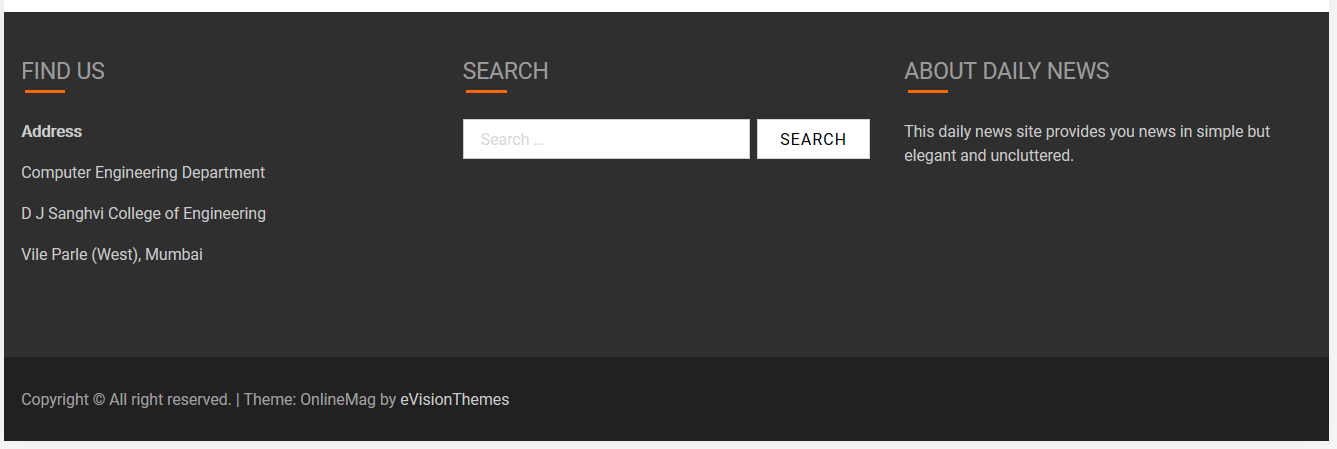 FIND US
Address
Computer Engineering Department
D J Sanghvi College of Engineering
Vile Parle (West), Mumbai
SEARCH
Search …
SEARCH
ABOUT DAILY NEWS
This daily news site provides you news in simple but
elegant and uncluttered.
Copyright © All right reserved. | Theme: OnlineMag by eVisionThemes